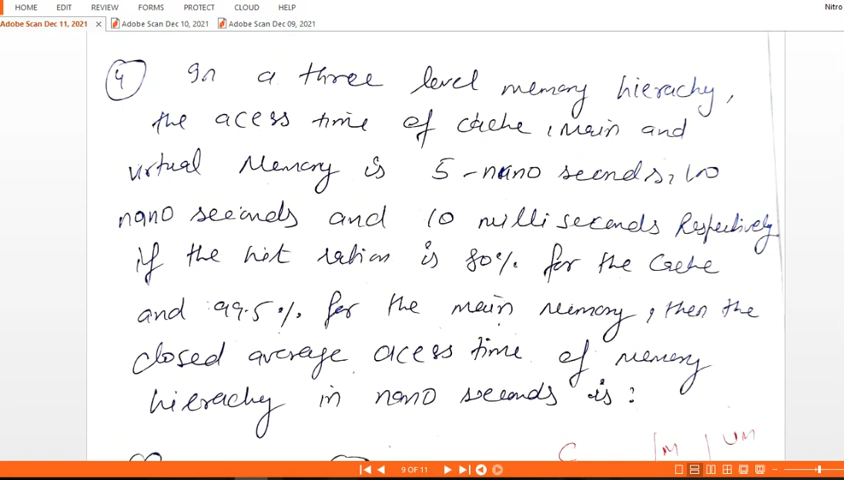 HOME EDIT REVIEW FORMS PROTECT CLOUD HELP Nitro
Adobe Scan Dec 11, 2021 × Adobe Scan Dec 10, 2021 Adobe Scan Dec 09, 2021
4 In a three level memory hierachy,
the acess time of cache, Main and
virtual Memory is 5-nano seconds, 100
nano seconds and 10 milli seconds Respectively.
if the hit ration is 80% for the Cache
and 99.5% for the main memory, then the
closed average acess time of memory
hierachy in nano seconds is?
C M VM
9 OF 11